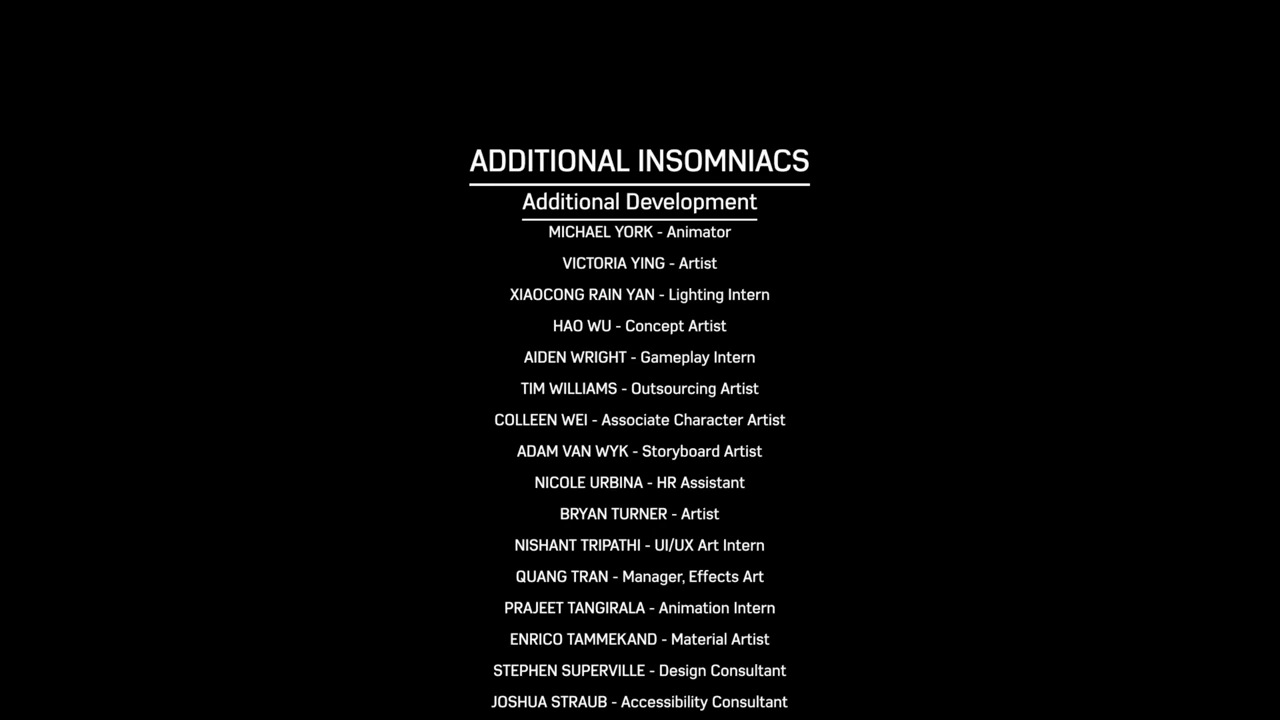 ADDITIONAL INSOMNIACS
Additional Development
MICHAEL YORK - Animator
VICTORIA YING - Artist
XIAOCONG RAIN YAN - Lighting Intern
HAO WU - Concept Artist
AIDEN WRIGHT - Gameplay Intern
TIM WILLIAMS - Outsourcing Artist
COLLEEN WEI - Associate Character Artist
ADAM VAN WYK - Storyboard Artist
NICOLE URBINA - HR Assistant
BRYAN TURNER - Artist
NISHANT TRIPATHI - UI/UX Art Intern
QUANG TRAN - Manager, Effects Art
PRAJEET TANGIRALA - Animation Intern
ENRICO TAMMEKAND - Material Artist
STEPHEN SUPERVILLE - Design Consultant
JOSHUA STRAUB - Accessibility Consultant